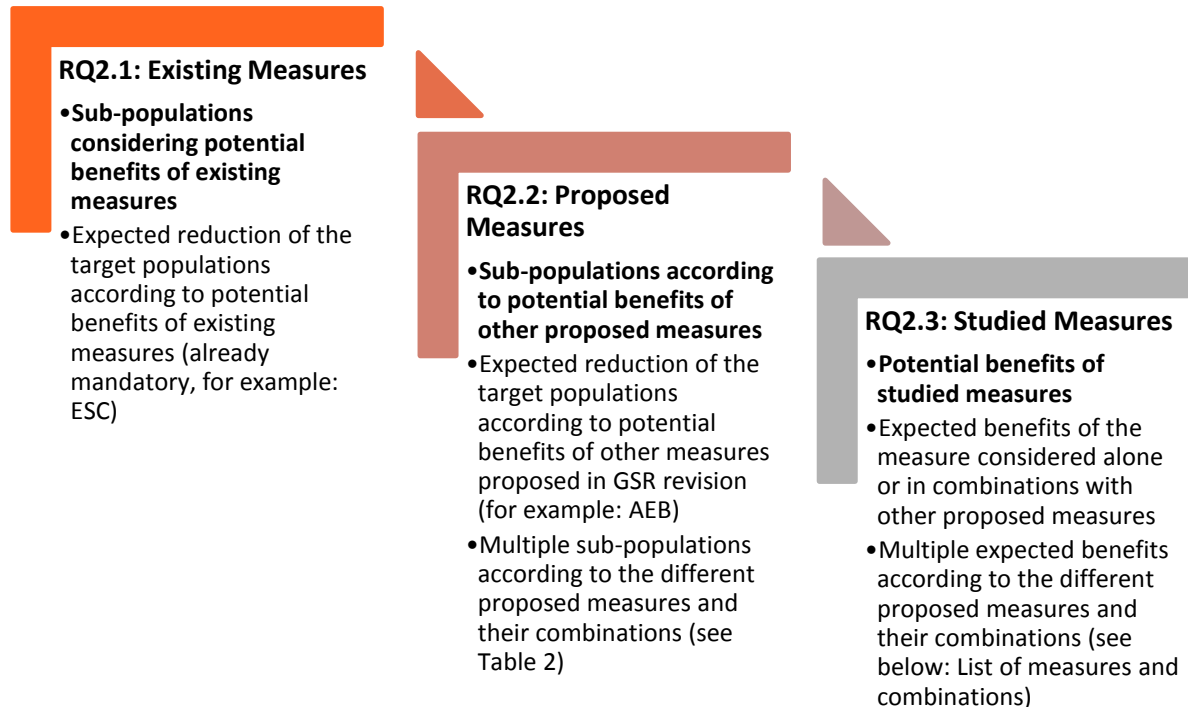 RQ2.1: Existing Measures
•Sub-populations
considering potential
benefits of existing
measures
•Expected reduction of the
target populations
according to potential
benefits of existing
measures (already
mandatory, for example:
ESC)
RQ2.2: Proposed
Measures
•Sub-populations according
to potential benefits of
other proposed measures
•Expected reduction of the
target populations
according to potential
benefits of other measures
proposed in GSR revision
(for example: AEB)
•Multiple sub-populations
according to the different
proposed measures and
their combinations (see
Table 2)
RQ2.3: Studied Measures
•Potential benefits of
studied measures
•Expected benefits of the
measure considered alone
or in combinations with
other proposed measures
•Multiple expected benefits
according to the different
proposed measures and
their combinations (see
below: List of measures and
combinations)